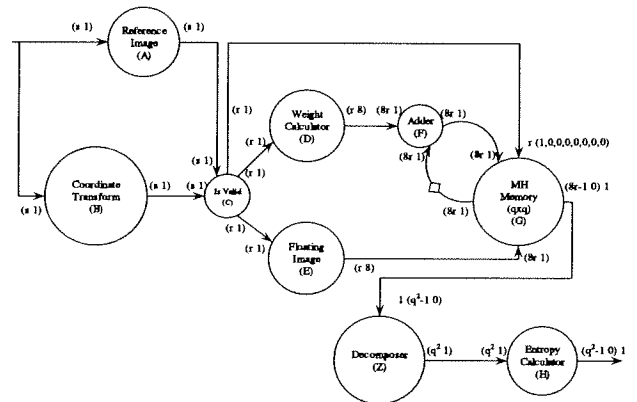 (s 1)
(s 1)
Reference
Image
(A)
(r 1)
Weight
Calculator
(D)
(r 8)
(8r 1)
Adder
(F)
(8r 1)
r (1,0,0,0,0,0,0,0)
(r 1)
(8r 1)
(8r 1)
(s 1)
(r 1)
Coordinate
Transform
(B)
(s 1)
(s 1)
Is Valid
(C)
MH
Memory
(qxq)
(G)
(8r-1 0) 1
(8r 1)
(s 1)
(r 1)
(r 1)
Floating
Image
(E)
(r 8)
(8r 1)
1 (q²-1 0)
Decomposer
(Z)
(q² 1)
(q² 1)
Entropy
Calculator
(H)
(q²-1 0) 1